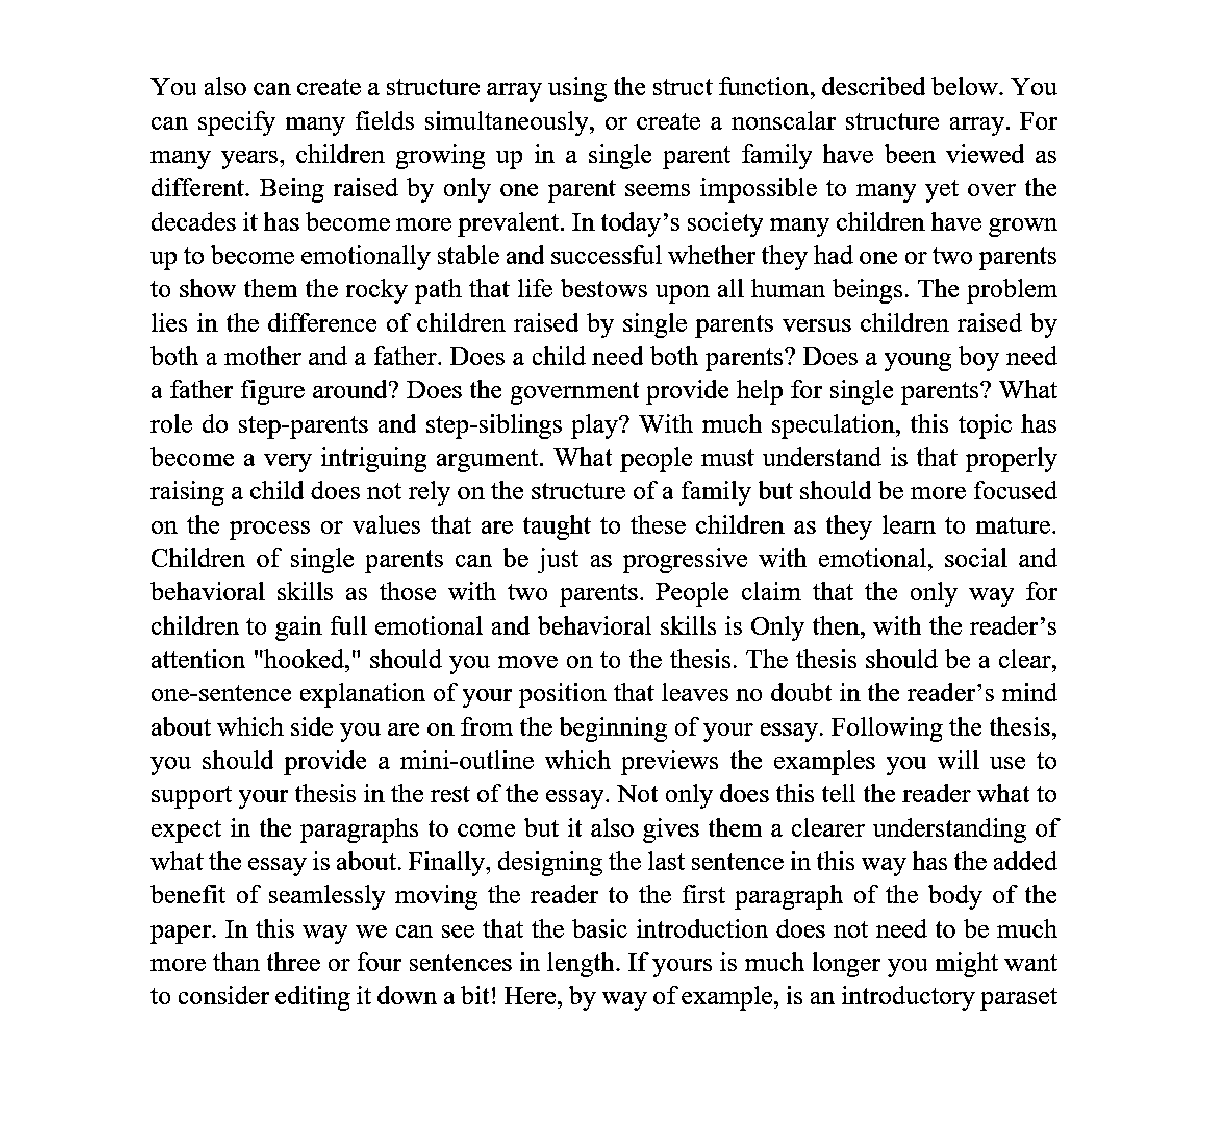 You also can create a structure array using the struct function, described below. You
can specify many fields simultaneously, or create a nonscalar structure array. For
many years, children growing up in a single parent family have been viewed as
different. Being raised by only one parent seems impossible to many yet over the
decades it has become more prevalent. In today’s society many children have grown
up to become emotionally stable and successful whether they had one or two parents
to show them the rocky path that life bestows upon all human beings. The problem
lies in the difference of children raised by single parents versus children raised by
both a mother and a father. Does a child need both parents? Does a young boy need
a father figure around? Does the government provide help for single parents? What
role do step-parents and step-siblings play? With much speculation, this topic has
become a very intriguing argument. What people must understand is that properly
raising a child does not rely on the structure of a family but should be more focused
on the process or values that are taught to these children as they learn to mature.
Children of single parents can be just as progressive with emotional, social and
behavioral skills as those with two parents. People claim that the only way for
children to gain full emotional and behavioral skills is Only then, with the reader’s
attention "hooked," should you move on to the thesis. The thesis should be a clear,
one-sentence explanation of your position that leaves no doubt in the reader’s mind
about which side you are on from the beginning of your essay. Following the thesis,
you should provide a mini-outline which previews the examples you will use to
support your thesis in the rest of the essay. Not only does this tell the reader what to
expect in the paragraphs to come but it also gives them a clearer understanding of
what the essay is about. Finally, designing the last sentence in this way has the added
benefit of seamlessly moving the reader to the first paragraph of the body of the
paper. In this way we can see that the basic introduction does not need to be much
more than three or four sentences in length. If yours is much longer you might want
to consider editing it down a bit! Here, by way of example, is an introductory paraset